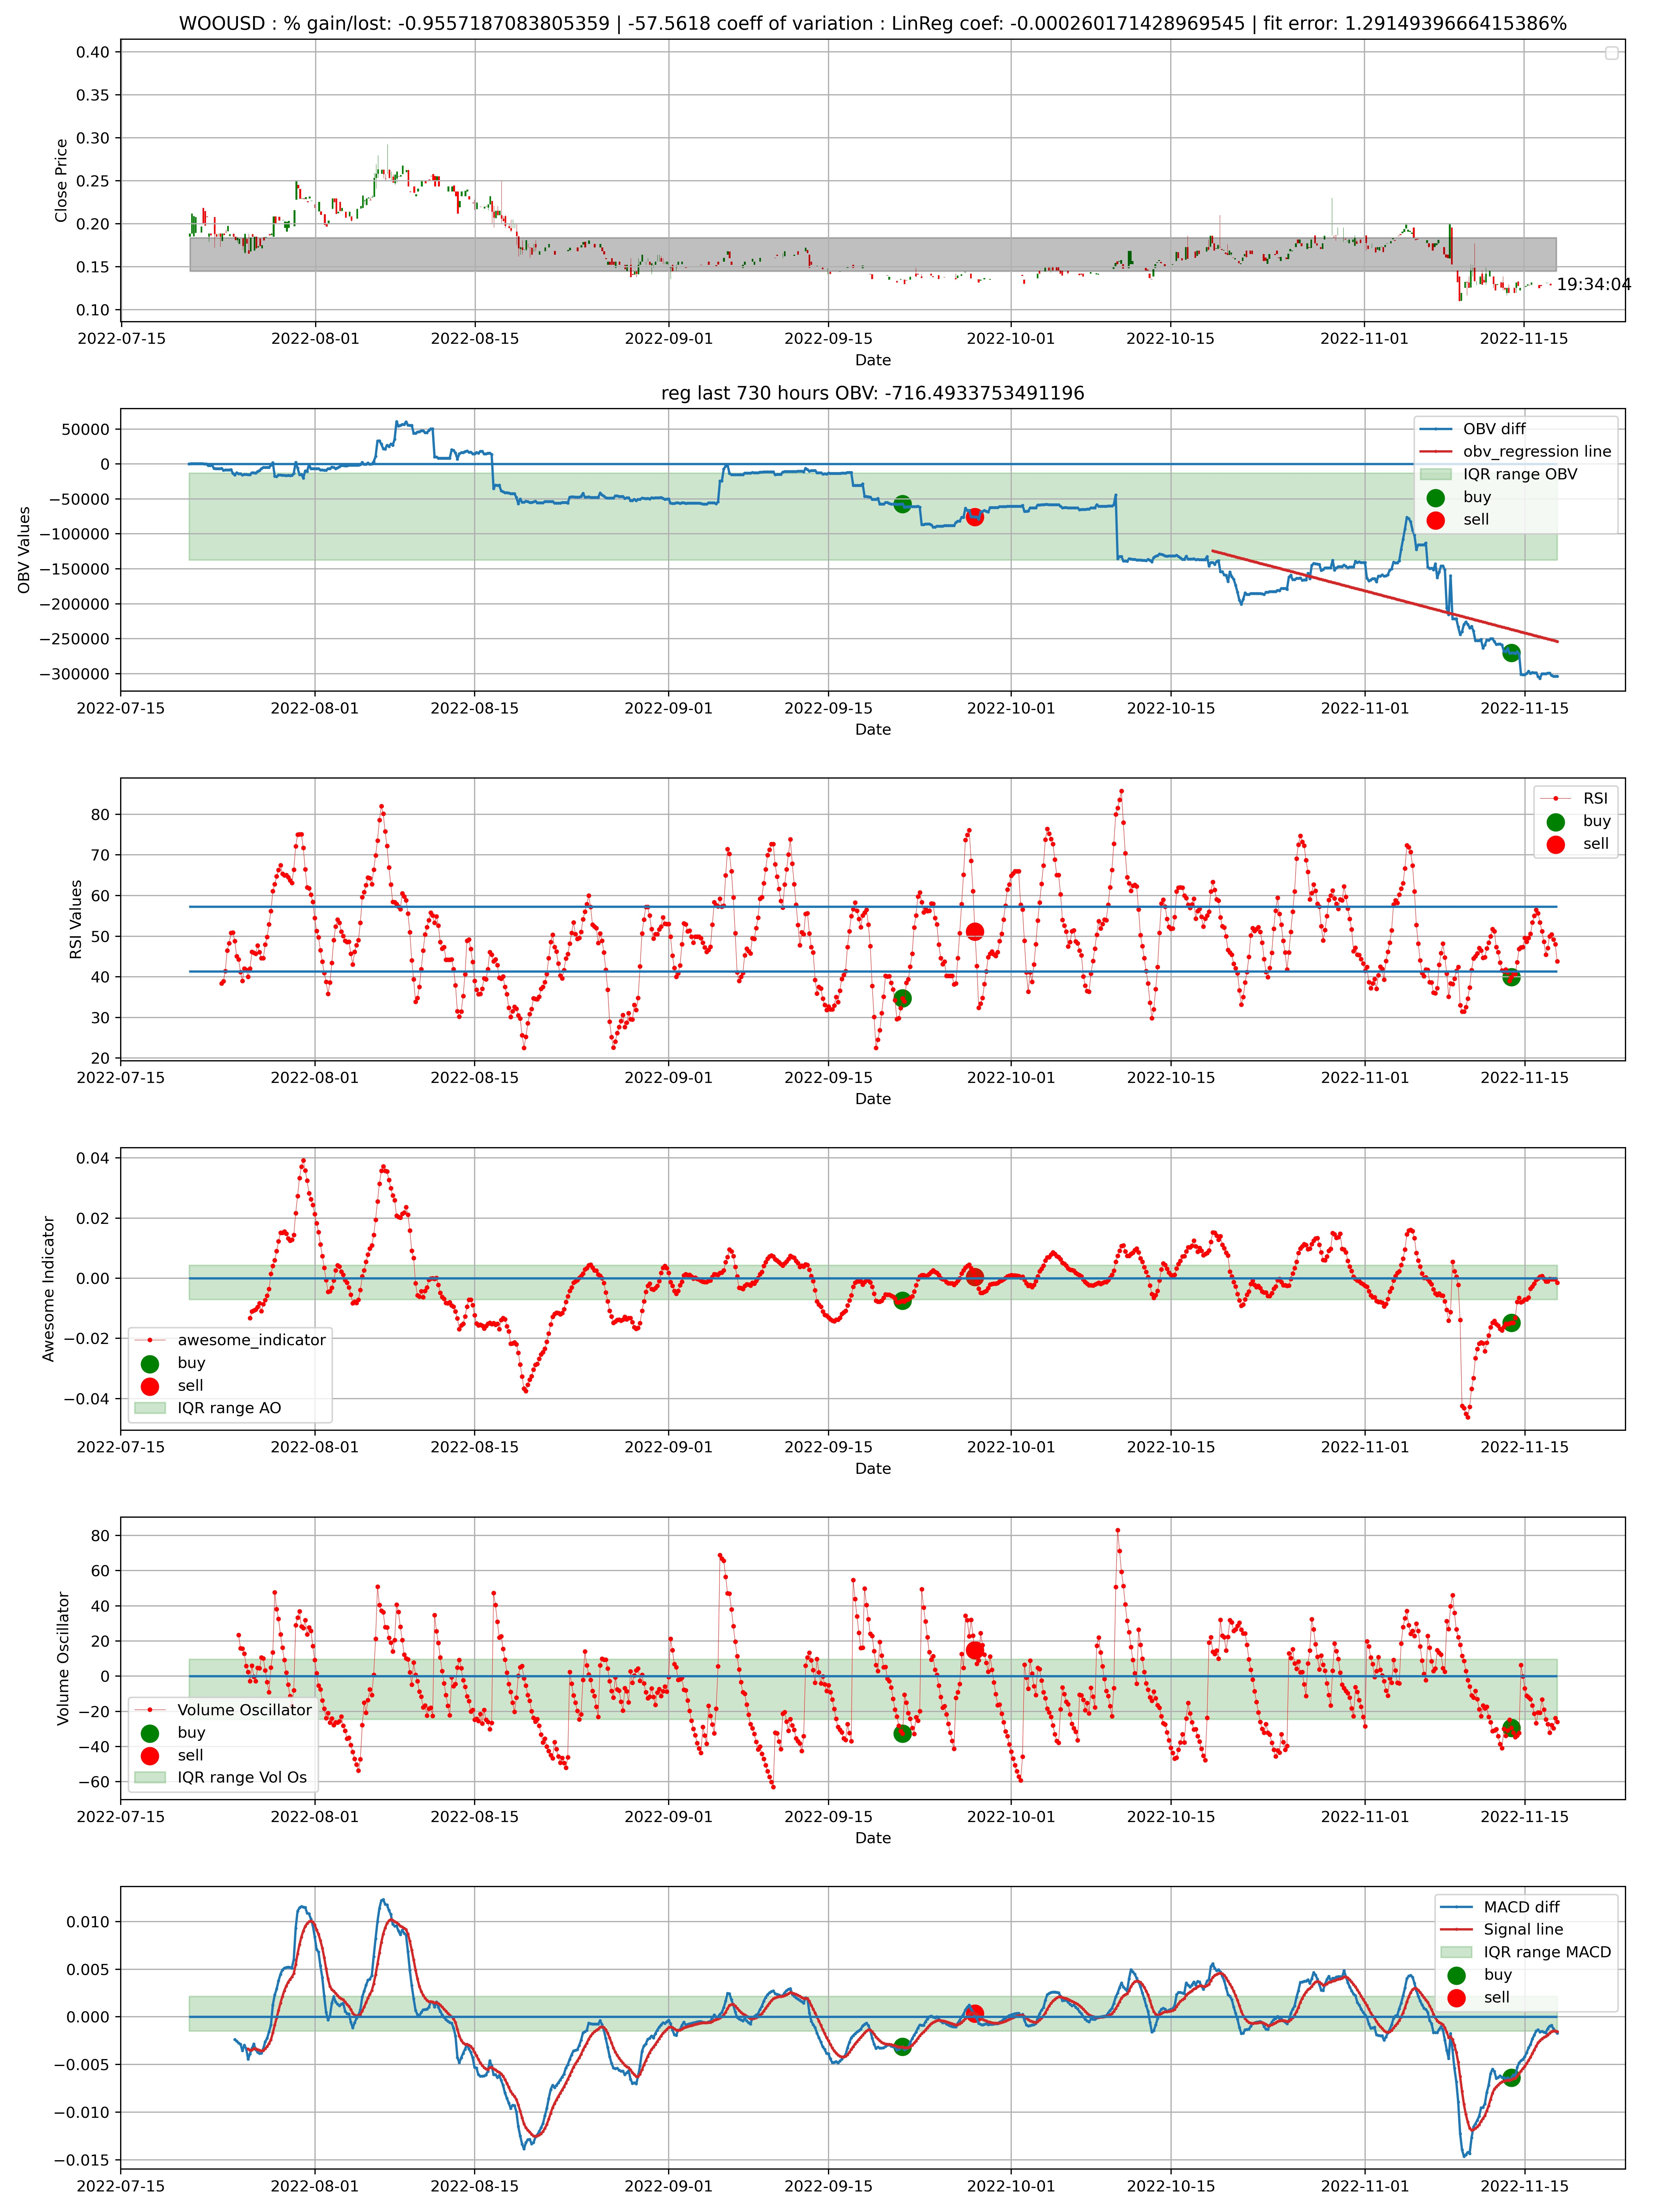 WOOUSD : % gain/lost: -0.9557187083805359 | -57.5618 coeff of variation : LinReg coef: -0.000260171428969545 | fit error: 1.2914939666415386%
0.40
0.35
0.30
0.25
0.20
0.15
0.10
Close Price
19:34:04
2022-07-15 2022-08-01 2022-08-15 2022-09-01 2022-09-15 2022-10-01 2022-10-15 2022-11-01 2022-11-15
Date
reg last 730 hours OBV: -716.4933753491196
50000
0
−50000
−100000
−150000
−200000
−250000
−300000
OBV Values
OBV diff
obv_regression line
IQR range OBV
buy
sell
2022-07-15 2022-08-01 2022-08-15 2022-09-01 2022-09-15 2022-10-01 2022-10-15 2022-11-01 2022-11-15
Date
80
70
60
50
40
30
20
RSI Values
RSI
buy
sell
2022-07-15 2022-08-01 2022-08-15 2022-09-01 2022-09-15 2022-10-01 2022-10-15 2022-11-01 2022-11-15
Date
0.04
0.02
0.00
−0.02
−0.04
Awesome Indicator
awesome_indicator
buy
sell
IQR range AO
2022-07-15 2022-08-01 2022-08-15 2022-09-01 2022-09-15 2022-10-01 2022-10-15 2022-11-01 2022-11-15
Date
80
60
40
20
0
−20
−40
−60
Volume Oscillator
Volume Oscillator
buy
sell
IQR range Vol Os
2022-07-15 2022-08-01 2022-08-15 2022-09-01 2022-09-15 2022-10-01 2022-10-15 2022-11-01 2022-11-15
Date
0.010
0.005
0.000
−0.005
−0.010
−0.015
MACD diff
Signal line
IQR range MACD
buy
sell
2022-07-15 2022-08-01 2022-08-15 2022-09-01 2022-09-15 2022-10-01 2022-10-15 2022-11-01 2022-11-15